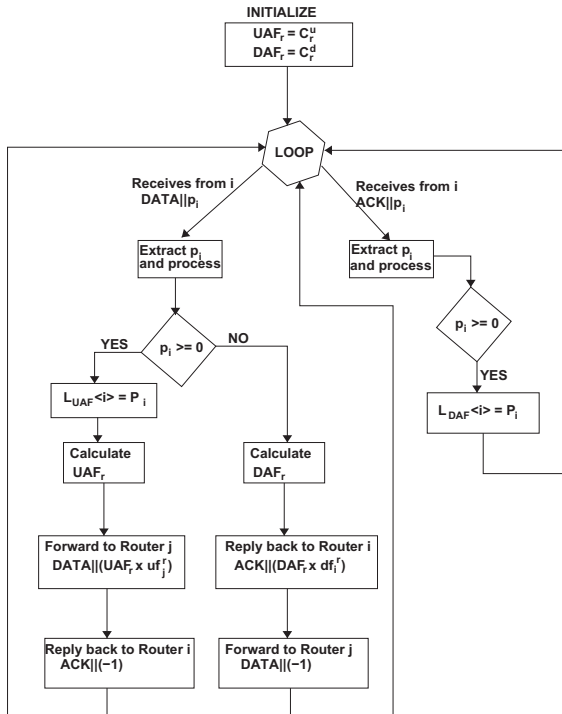 INITIALIZE
UAF_r = C_r^u
DAF_r = C_r^d
LOOP
Receives from i
DATA||p_i
Receives from i
ACK||p_i
Extract p_i
and process
Extract p_i
and process
p_i >= 0
YES
NO
p_i >= 0
YES
L_UAF<i> = P_i
L_DAF<i> = P_i
Calculate
UAF_r
Calculate
DAF_r
Forward to Router j
DATA||(UAF_r x uf_j^r)
Reply back to Router i
ACK||(DAF_r x df_i^r)
Reply back to Router i
ACK||(−1)
Forward to Router j
DATA||(−1)